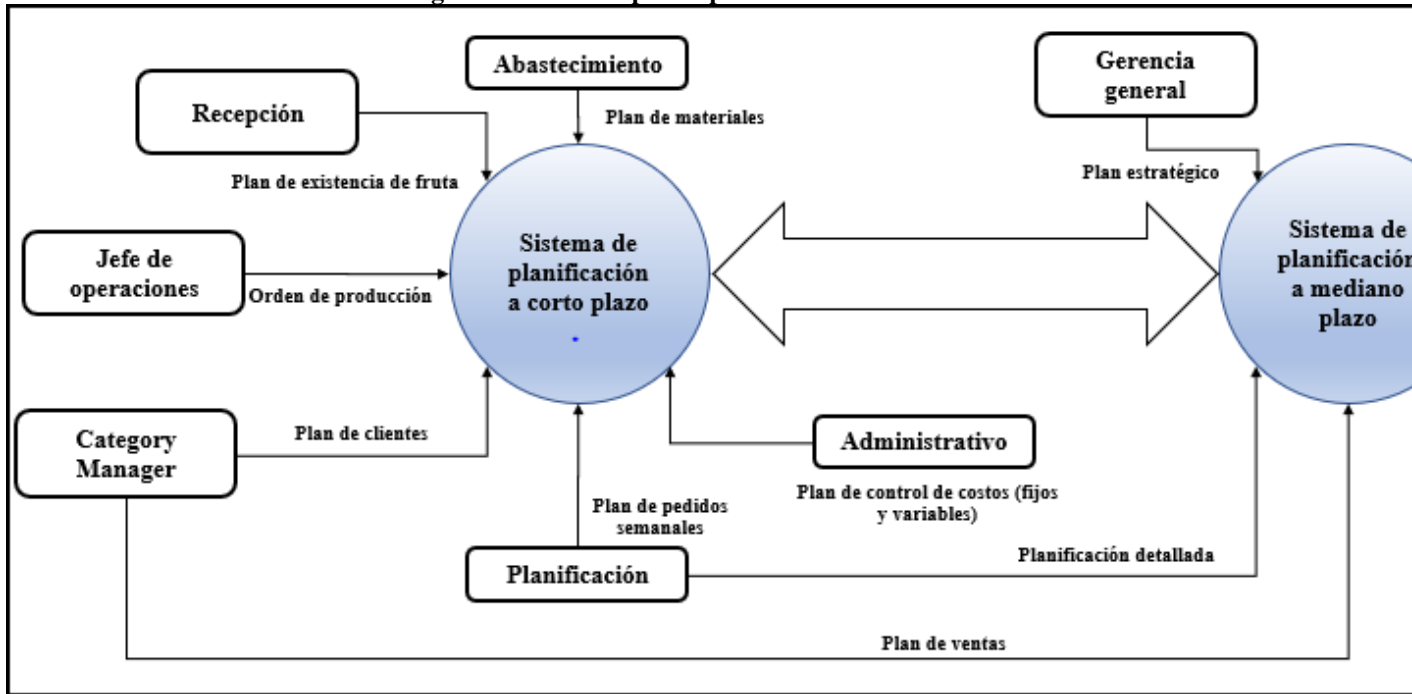 Abastecimiento
Gerencia
general
Recepción
Plan de materiales
Plan de existencia de fruta
Plan estratégico
Sistema de
planificación
a corto plazo
Sistema de
planificación
a mediano
plazo
Jefe de
operaciones
Orden de producción
Category
Manager
Plan de clientes
Administrativo
Plan de control de costos (fijos
y variables)
Plan de pedidos
semanales
Planificación
Planificación detallada
Plan de ventas